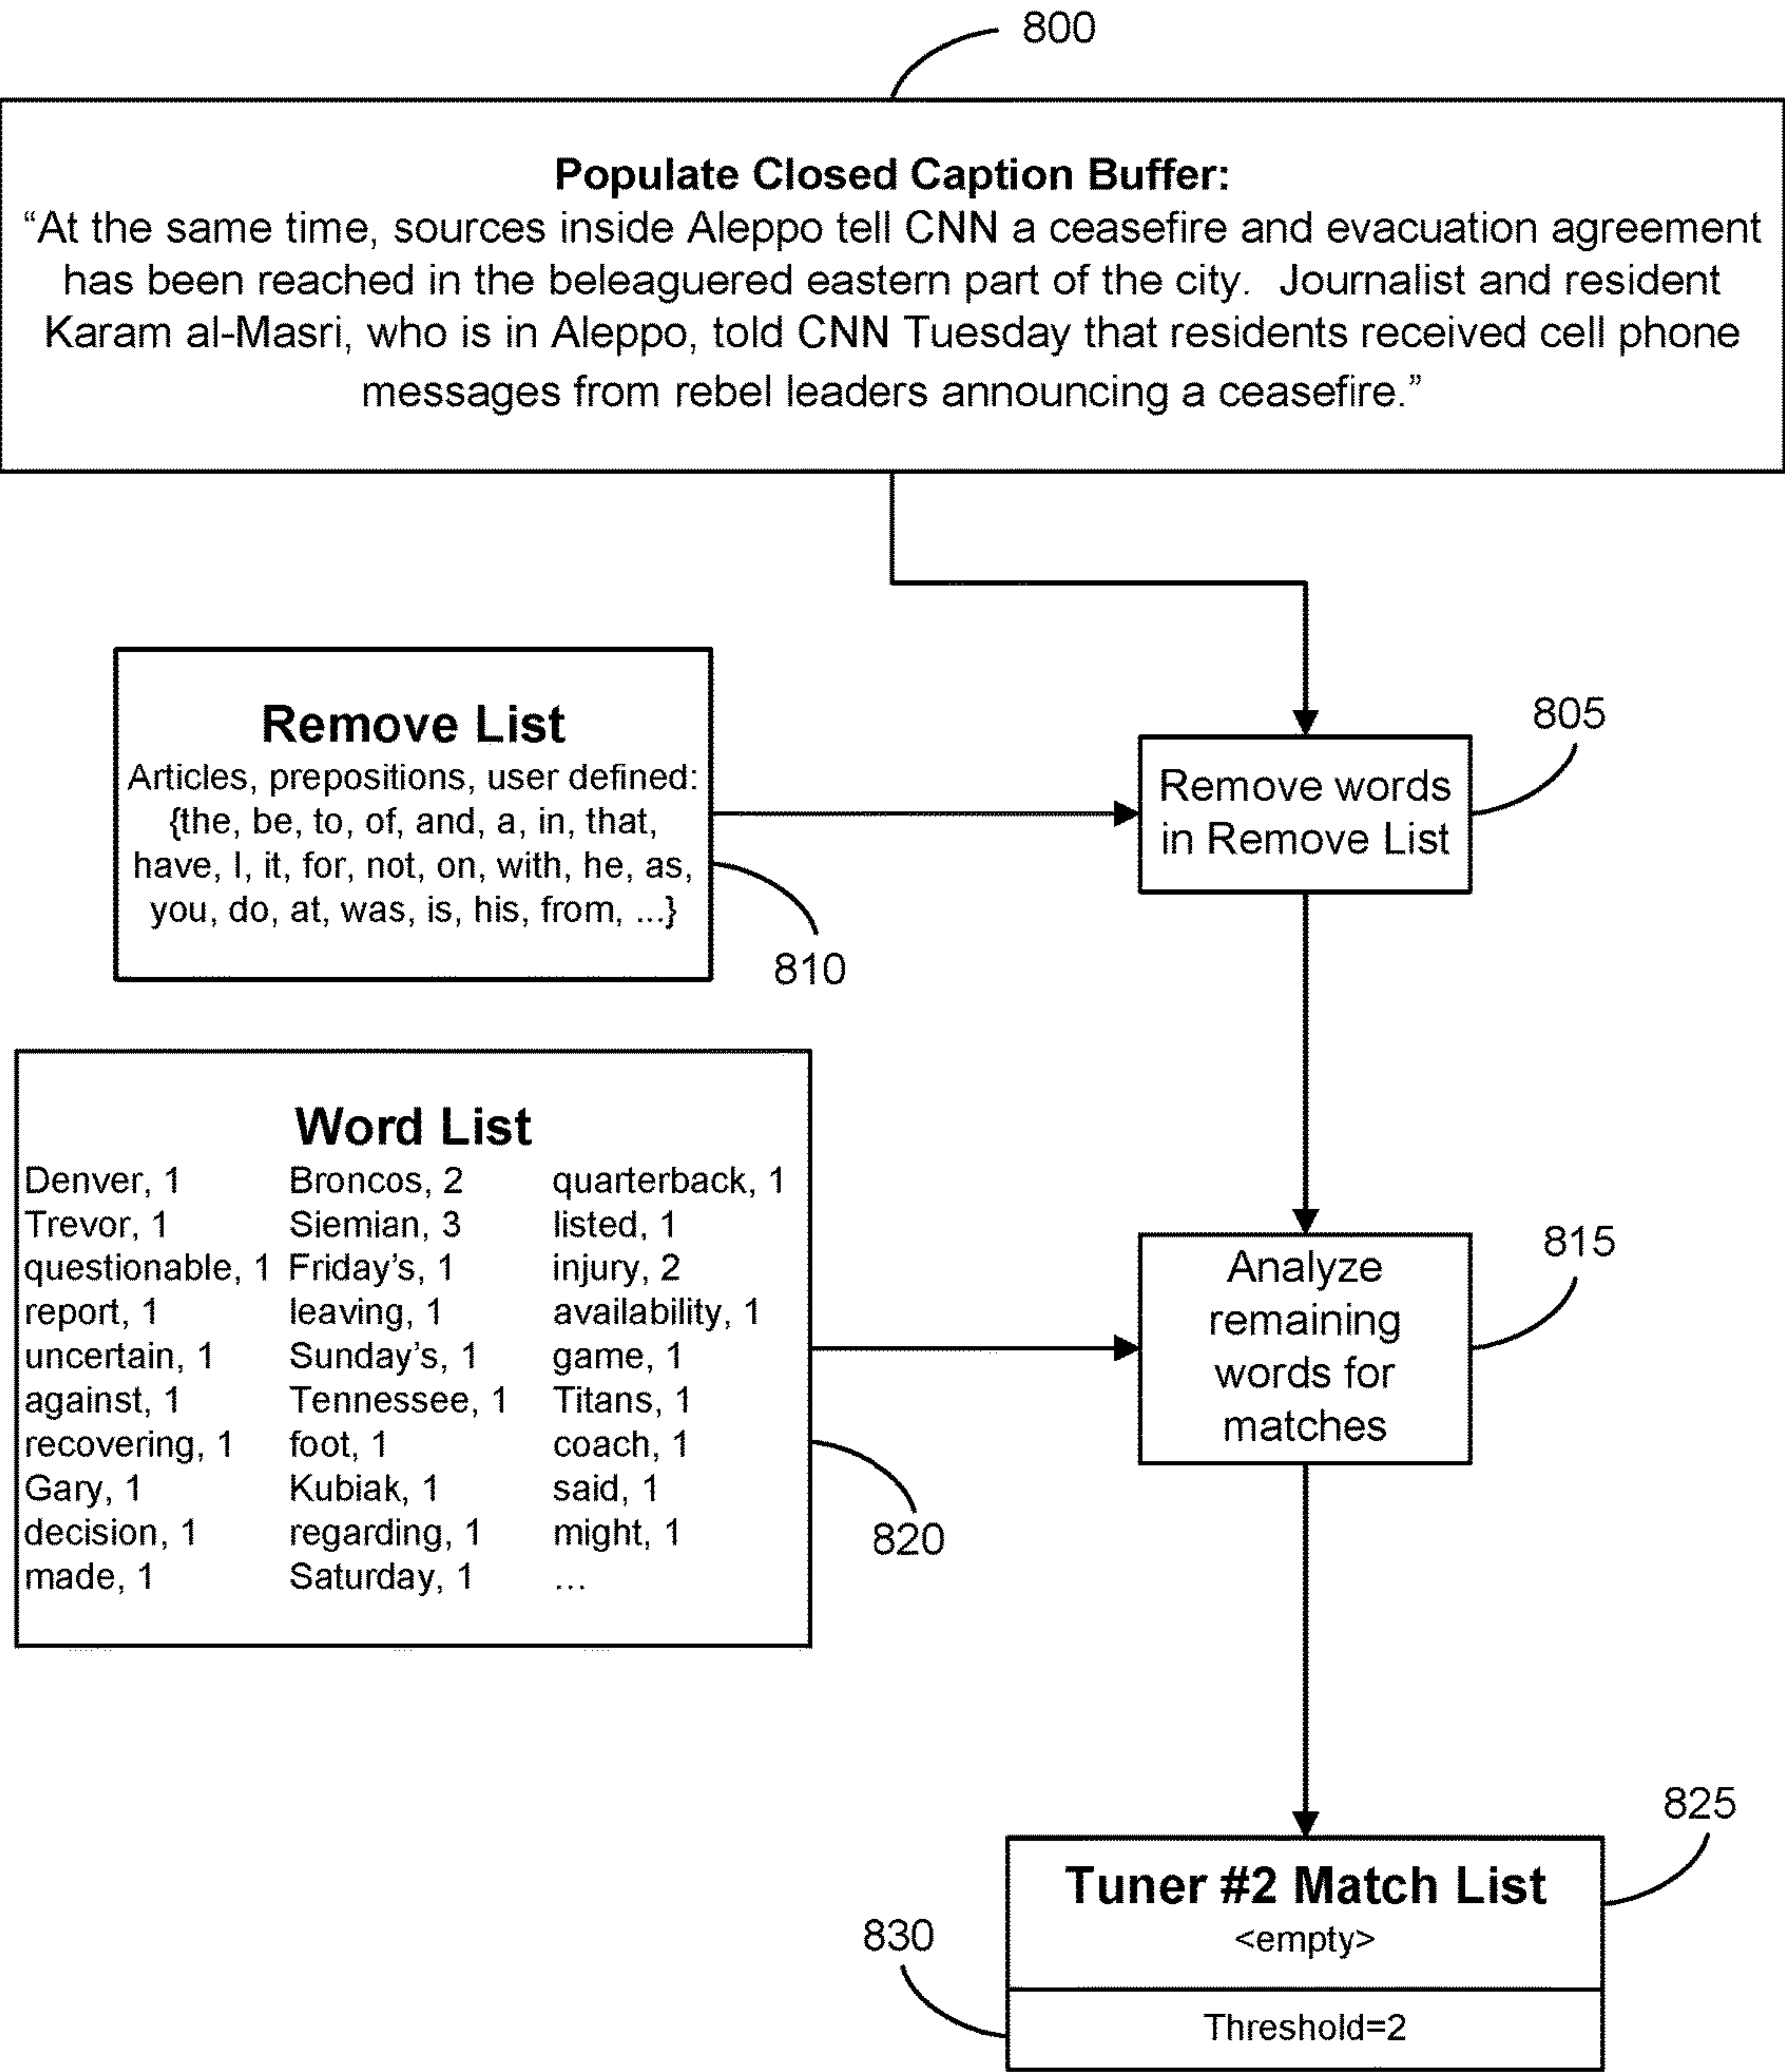 800
Populate Closed Caption Buffer:
“At the same time, sources inside Aleppo tell CNN a ceasefire and evacuation agreement
has been reached in the beleaguered eastern part of the city.  Journalist and resident
Karam al-Masri, who is in Aleppo, told CNN Tuesday that residents received cell phone
messages from rebel leaders announcing a ceasefire.”
Remove List
Articles, prepositions, user defined:
{the, be, to, of, and, a, in, that,
have, I, it, for, not, on, with, he, as,
you, do, at, was, is, his, from, ...}
810
805
Remove words
in Remove List
Word List
Denver, 1 Broncos, 2 quarterback, 1
Trevor, 1 Siemian, 3 listed, 1
questionable, 1 Friday’s, 1 injury, 2
report, 1 leaving, 1 availability, 1
uncertain, 1 Sunday’s, 1 game, 1
against, 1 Tennessee, 1 Titans, 1
recovering, 1 foot, 1 coach, 1
Gary, 1 Kubiak, 1 said, 1
decision, 1 regarding, 1 might, 1
made, 1 Saturday, 1 ...
820
815
Analyze
remaining
words for
matches
825
Tuner #2 Match List
<empty>
830
Threshold=2